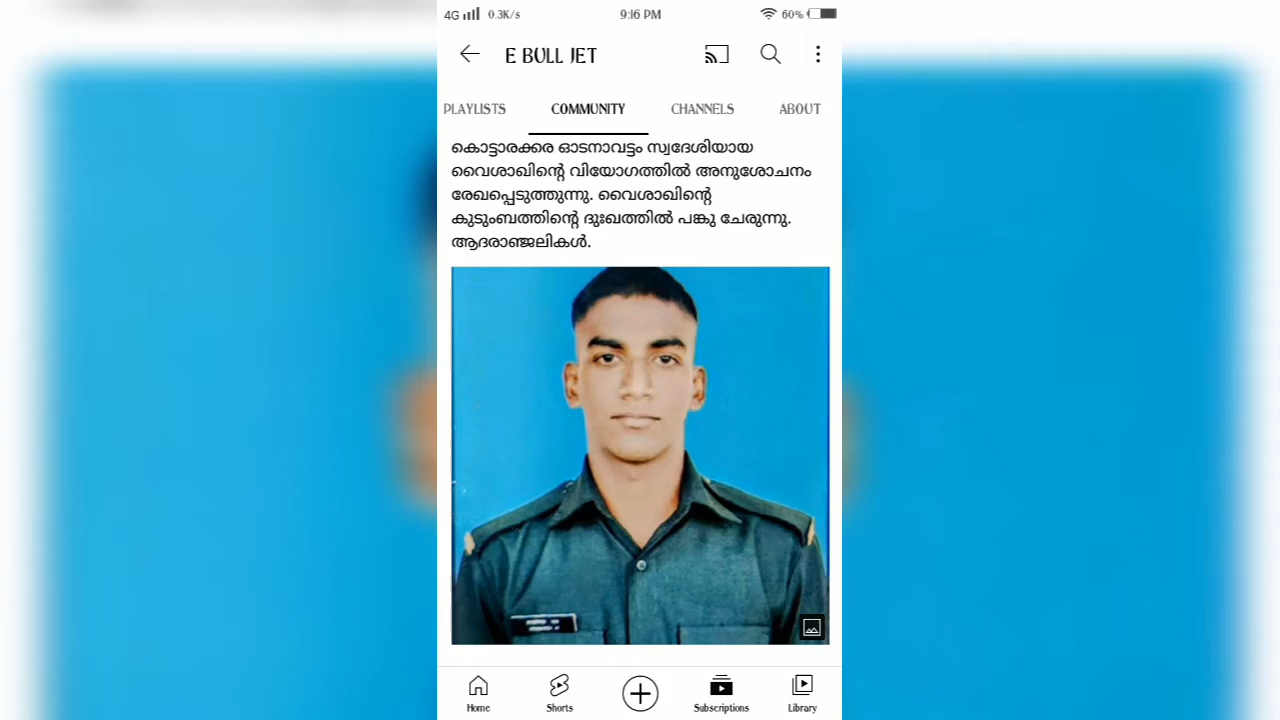 4G 0.3K/s 9:16 PM 60%
E BULL JET
PLAYLISTS COMMUNITY CHANNELS ABOUT
കൊട്ടാരക്കര ഓടനാവട്ടം സ്വദേശിയായ
വൈശാഖിന്റെ വിയോഗത്തിൽ അനുശോചനം
രേഖപ്പെടുത്തുന്നു. വൈശാഖിന്റെ
കുടുംബത്തിന്റെ ദുഃഖത്തിൽ പങ്കു ചേരുന്നു.
ആദരാഞ്ജലികൾ.
Home Shorts Subscriptions Library